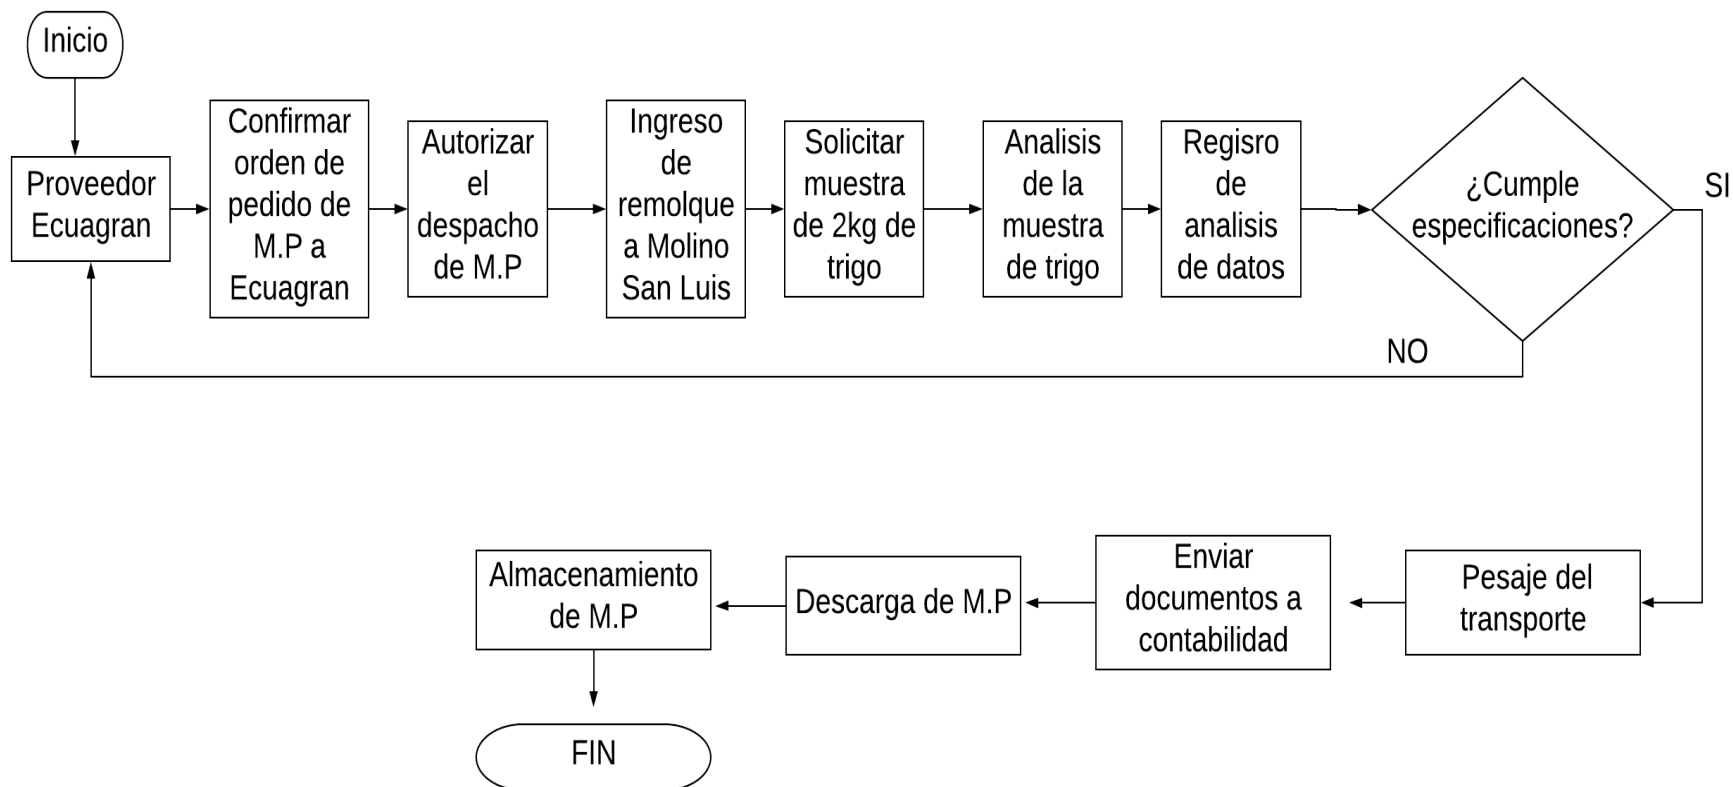 Inicio
Proveedor
Ecuagran
Confirmar
orden de
pedido de
M.P a
Ecuagran
Autorizar
el
despacho
de M.P
Ingreso
de
remolque
a Molino
San Luis
Solicitar
muestra
de 2kg de
trigo
Analisis
de la
muestra
de trigo
Regisro
de
analisis
de datos
¿Cumple
especificaciones?
SI
NO
Pesaje del
transporte
Enviar
documentos a
contabilidad
Descarga de M.P
Almacenamiento
de M.P
FIN